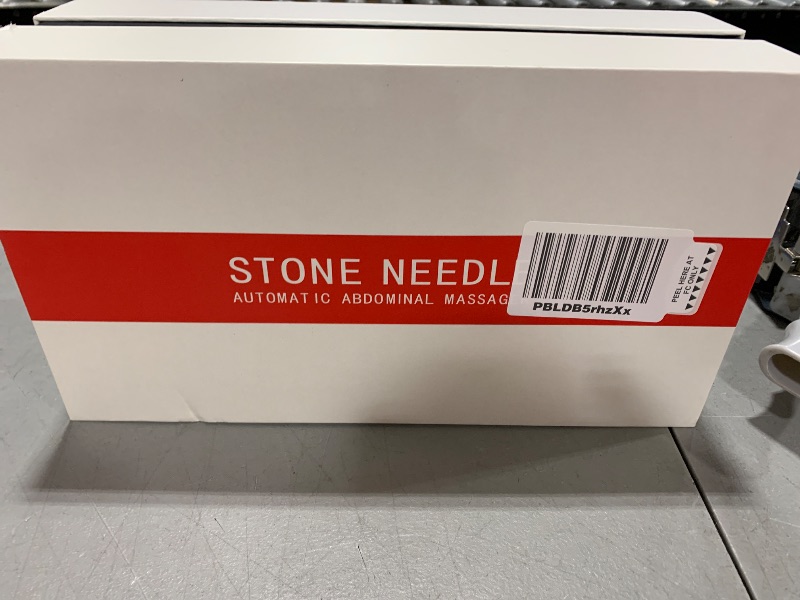 STONE NEEDL
AUTOMATIC ABDOMINAL MASSAG
PBLDB5rhzXx
PEEL HERE AT
FC ONLY